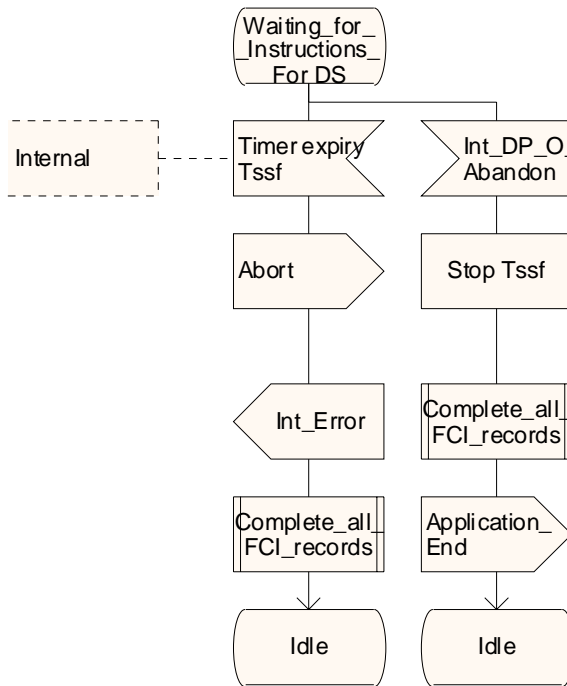 Waiting_for_
_Instructions_
For DS
Internal
Timer expiry
Tssf
Int_DP_O_
Abandon
Abort
Stop Tssf
Int_Error
Complete_all_
FCI_records
Complete_all_
FCI_records
Application_
End
Idle
Idle